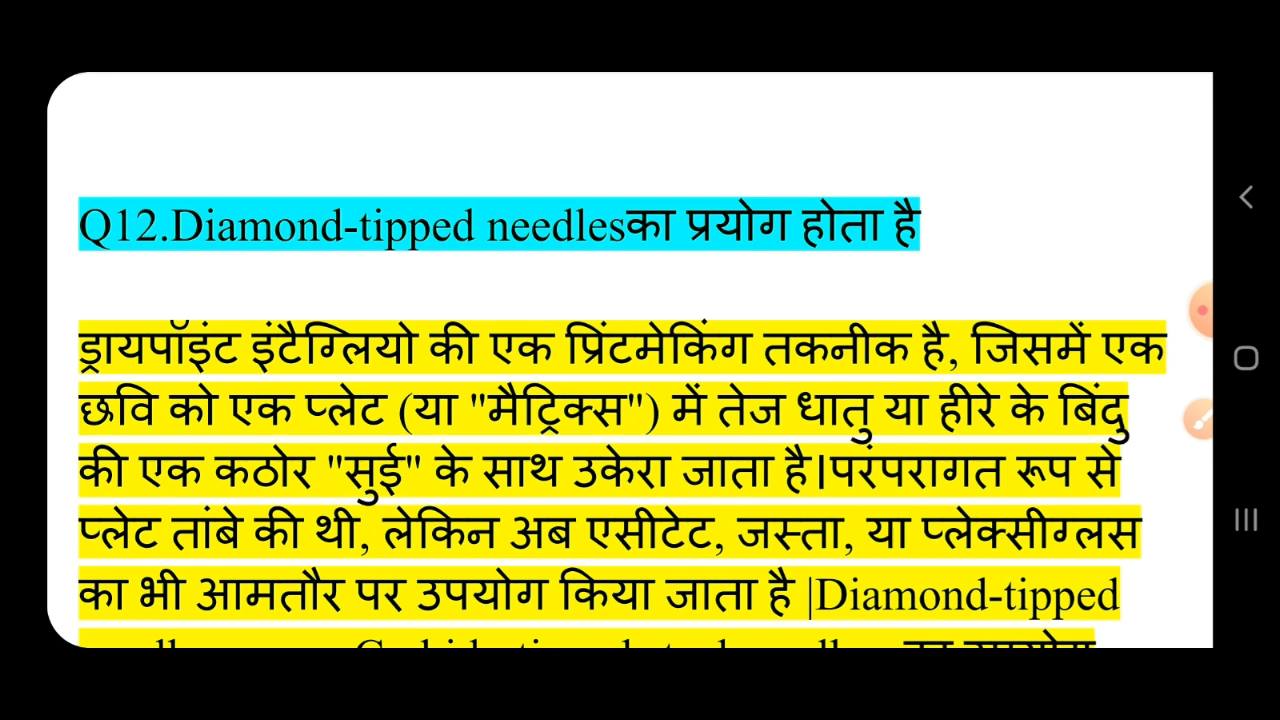 Q12.Diamond-tipped needlesका प्रयोग होता है
ड्रायपॉइंट इंटैग्लियो की एक प्रिंटमेकिंग तकनीक है, जिसमें एक
छवि को एक प्लेट (या "मैट्रिक्स") में तेज धातु या हीरे के बिंदु
की एक कठोर "सुई" के साथ उकेरा जाता है।परंपरागत रूप से
प्लेट तांबे की थी, लेकिन अब एसीटेट, जस्ता, या प्लेक्सीग्लस
का भी आमतौर पर उपयोग किया जाता है |Diamond-tipped